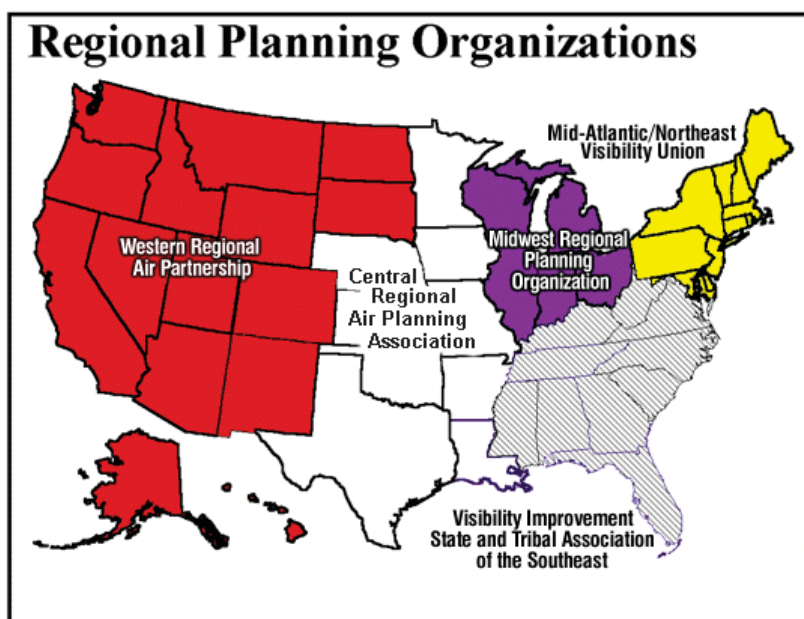 Regional Planning Organizations
Mid-Atlantic/Northeast
Visibility Union
Western Regional
Air Partnership
Midwest Regional
Planning
Organization
Central
Regional
Air Planning
Association
Visibility Improvement
State and Tribal Association
of the Southeast